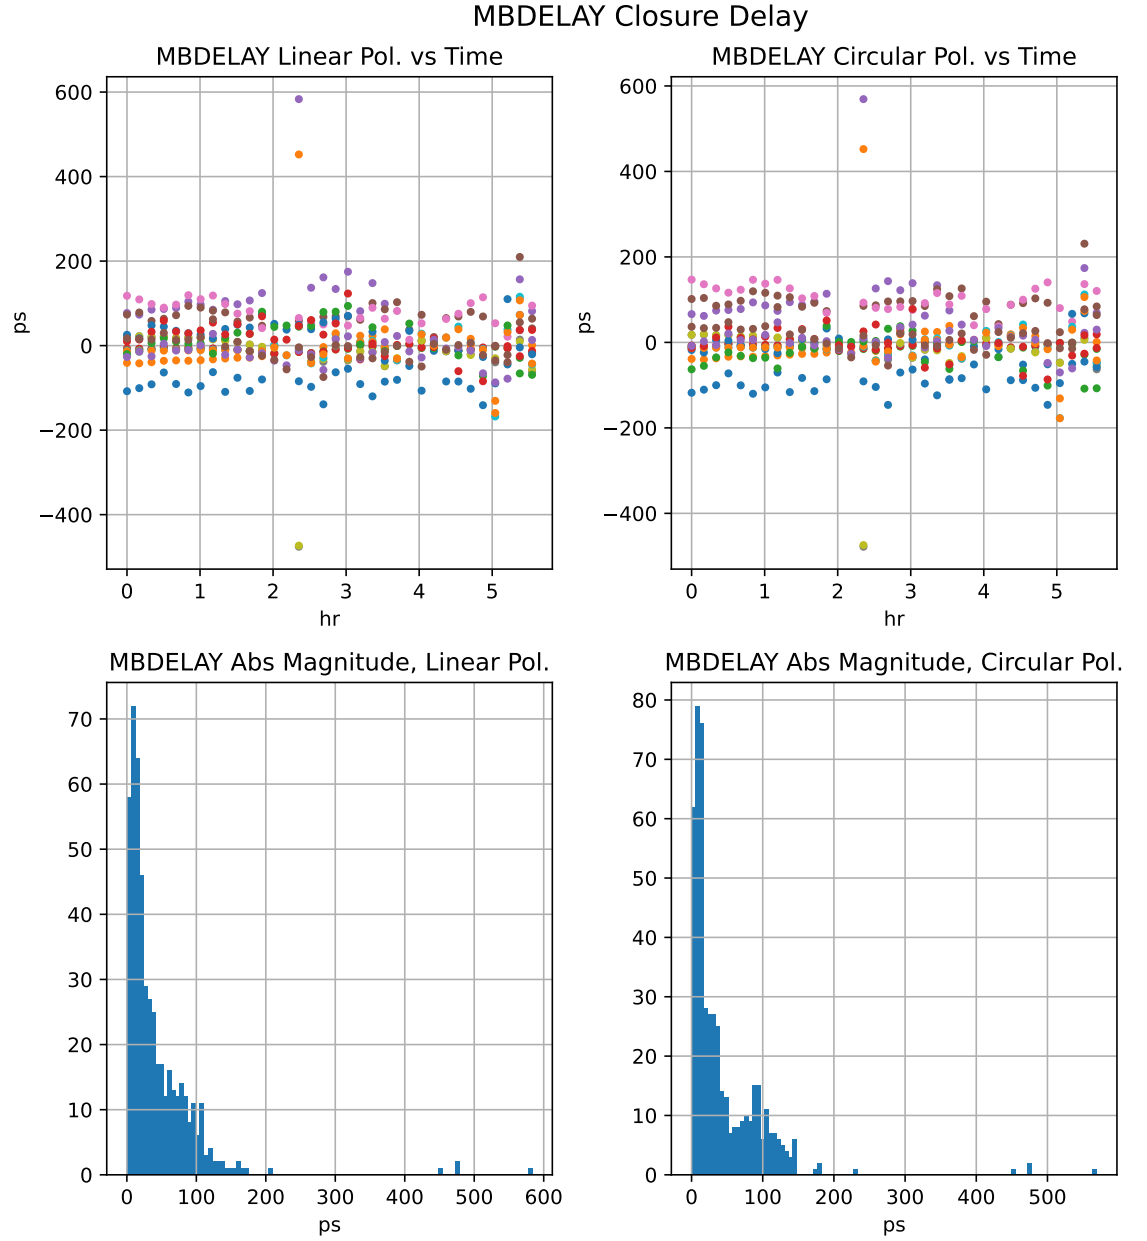 MBDELAY Closure Delay
MBDELAY Linear Pol. vs Time
MBDELAY Circular Pol. vs Time
600
400
200
0
−200
−400
ps
0 1 2 3 4 5
hr
600
400
200
0
−200
−400
ps
0 1 2 3 4 5
hr
MBDELAY Abs Magnitude, Linear Pol.
MBDELAY Abs Magnitude, Circular Pol.
70
60
50
40
30
20
10
0
0 100 200 300 400 500 600
ps
80
70
60
50
40
30
20
10
0
0 100 200 300 400 500
ps